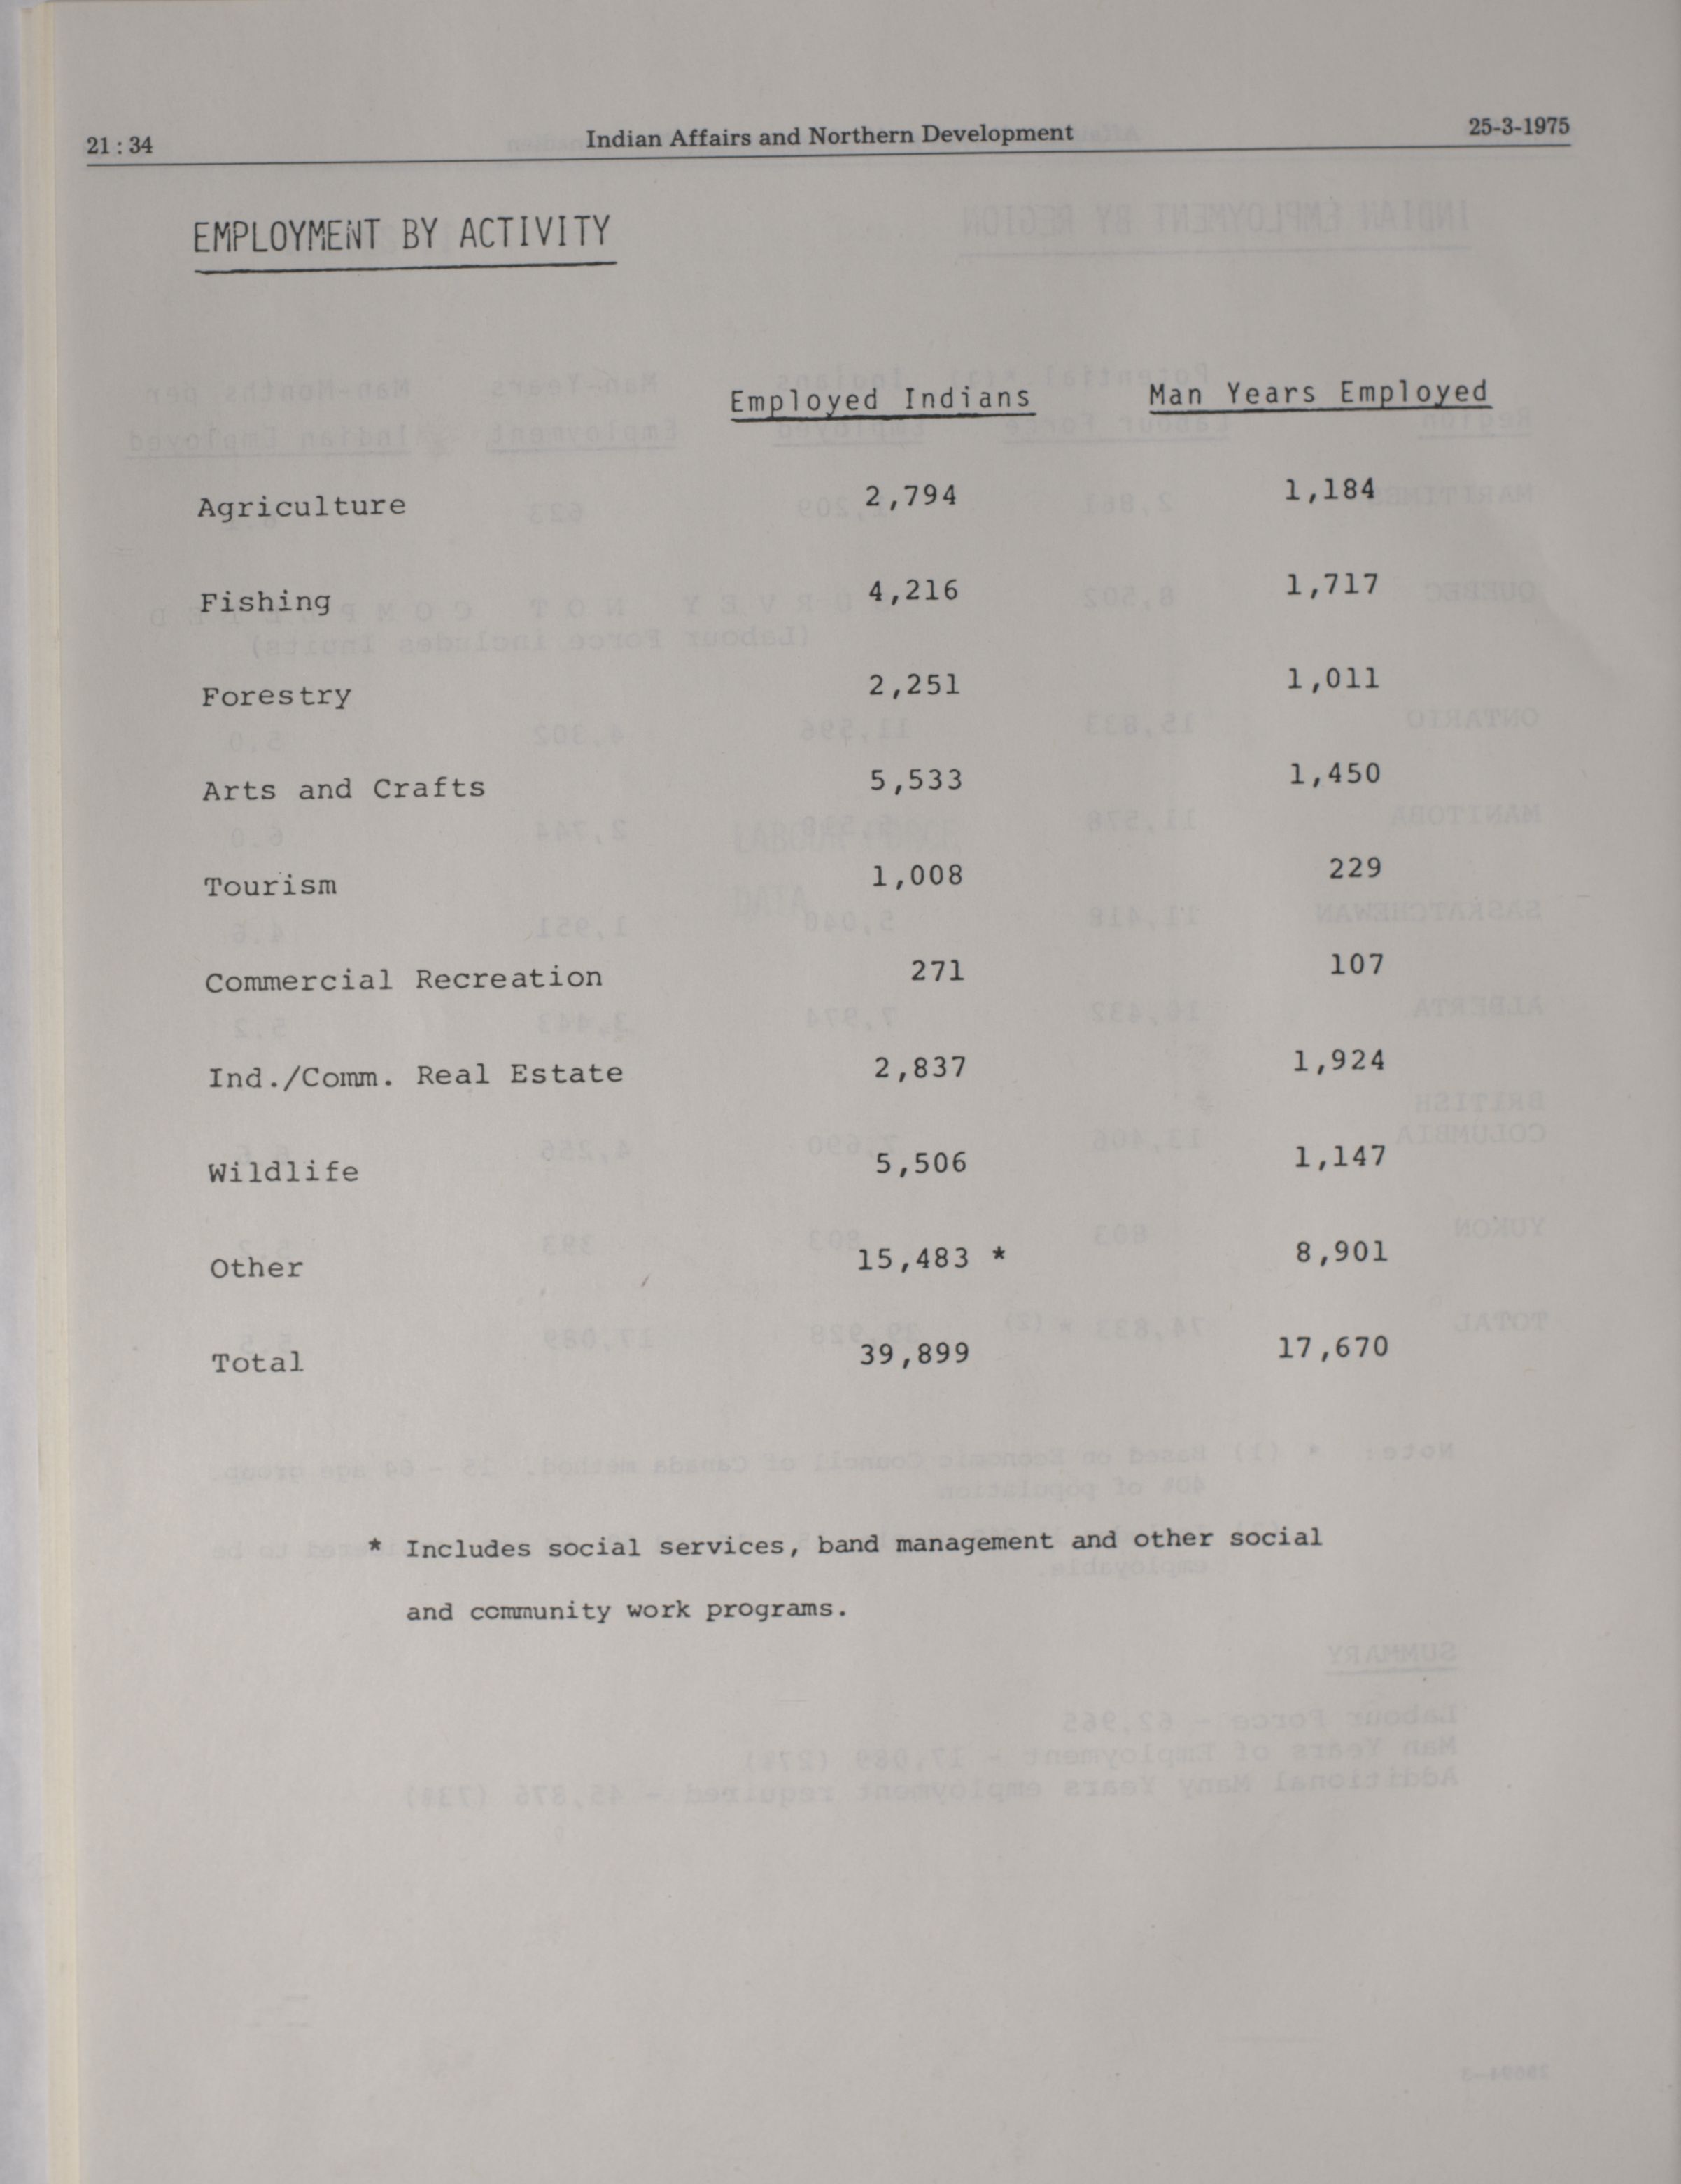 21 : 34 Indian Affairs and Northern Development 25-3-1975
EMPLOYMENT BY ACTIVITY
Employed Indians Man Years Employed
Agriculture 2,794 1,184
Fishing 4,216 1,717
Forestry 2,251 1,011
Arts and Crafts 5,533 1,450
Tourism 1,008 229
Commercial Recreation 271 107
Ind./Comm. Real Estate 2,837 1,924
Wildlife 5,506 1,147
Other 15,483 * 8,901
Total 39,899 17,670
* Includes social services, band management and other social
and community work programs.